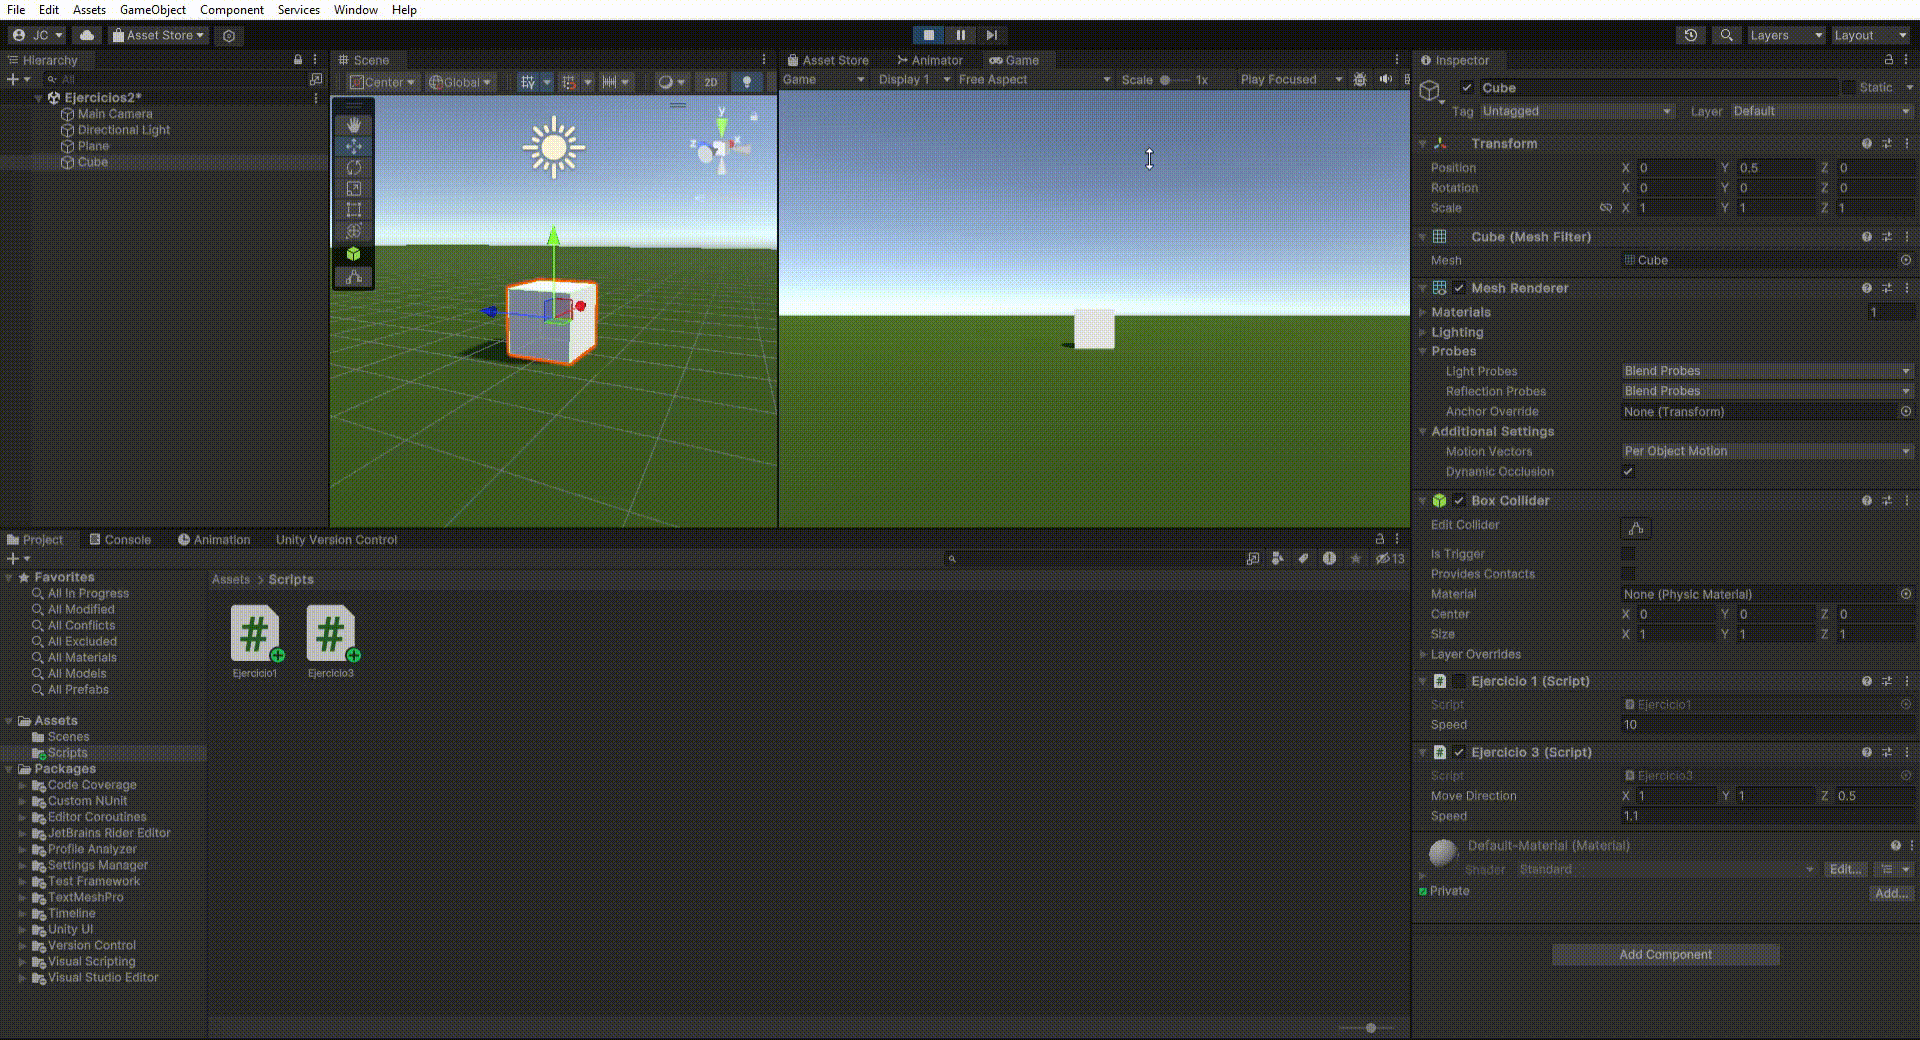 File Edit Assets GameObject Component Services Window Help
JC Asset Store Layers Layout
Hierarchy
All
Ejercicios2*
Main Camera
Directional Light
Plane
Cube
Scene
Center Global 2D
y
x
z
Asset Store Animator Game
Game Display 1 Free Aspect Scale 1x Play Focused
Inspector
Cube Static
Tag Untagged Layer Default
Transform
Position X 0 Y 0.5 Z 0
Rotation X 0 Y 0 Z 0
Scale X 1 Y 1 Z 1
Cube (Mesh Filter)
Mesh Cube
Mesh Renderer
Materials 1
Lighting
Probes
Light Probes Blend Probes
Reflection Probes Blend Probes
Anchor Override None (Transform)
Additional Settings
Motion Vectors Per Object Motion
Dynamic Occlusion
Box Collider
Edit Collider
Is Trigger
Provides Contacts
Material None (Physic Material)
Center X 0 Y 0 Z 0
Size X 1 Y 1 Z 1
Layer Overrides
# Ejercicio 1 (Script)
Script Ejercicio1
Speed 10
# Ejercicio 3 (Script)
Script Ejercicio3
Move Direction X 1 Y 1 Z 0.5
Speed 1.1
Default-Material (Material)
Shader Standard Edit...
Private
Add...
Add Component
Project Console Animation Unity Version Control
13
Favorites
All In Progress
All Modified
All Conflicts
All Excluded
All Materials
All Models
All Prefabs
Assets
Scenes
Scripts
Packages
Code Coverage
Custom NUnit
Editor Coroutines
JetBrains Rider Editor
Profile Analyzer
Settings Manager
Test Framework
TextMeshPro
Timeline
Unity UI
Version Control
Visual Scripting
Visual Studio Editor
Assets > Scripts
# #
Ejercicio1 Ejercicio3